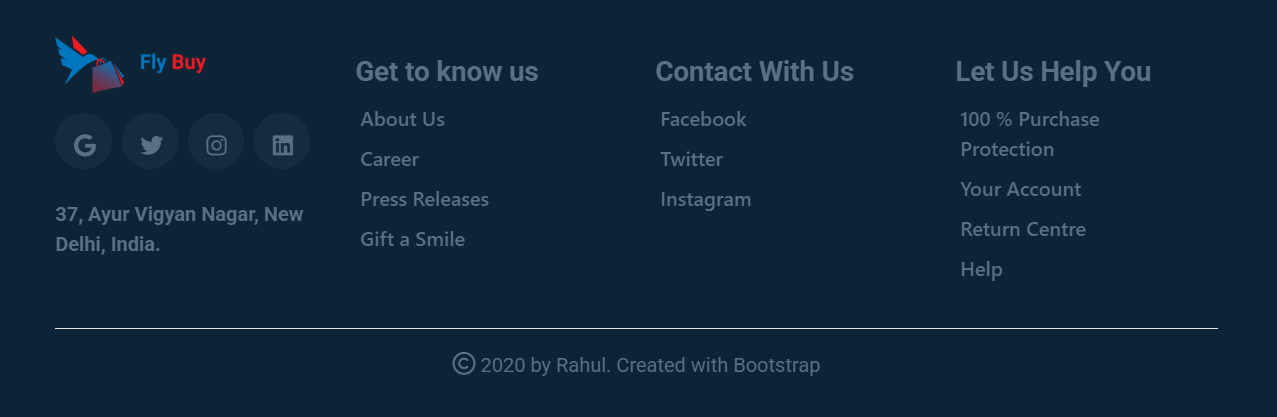 Fly Buy
37, Ayur Vigyan Nagar, New
Delhi, India.
Get to know us
About Us
Career
Press Releases
Gift a Smile
Contact With Us
Facebook
Twitter
Instagram
Let Us Help You
100 % Purchase
Protection
Your Account
Return Centre
Help
© 2020 by Rahul. Created with Bootstrap